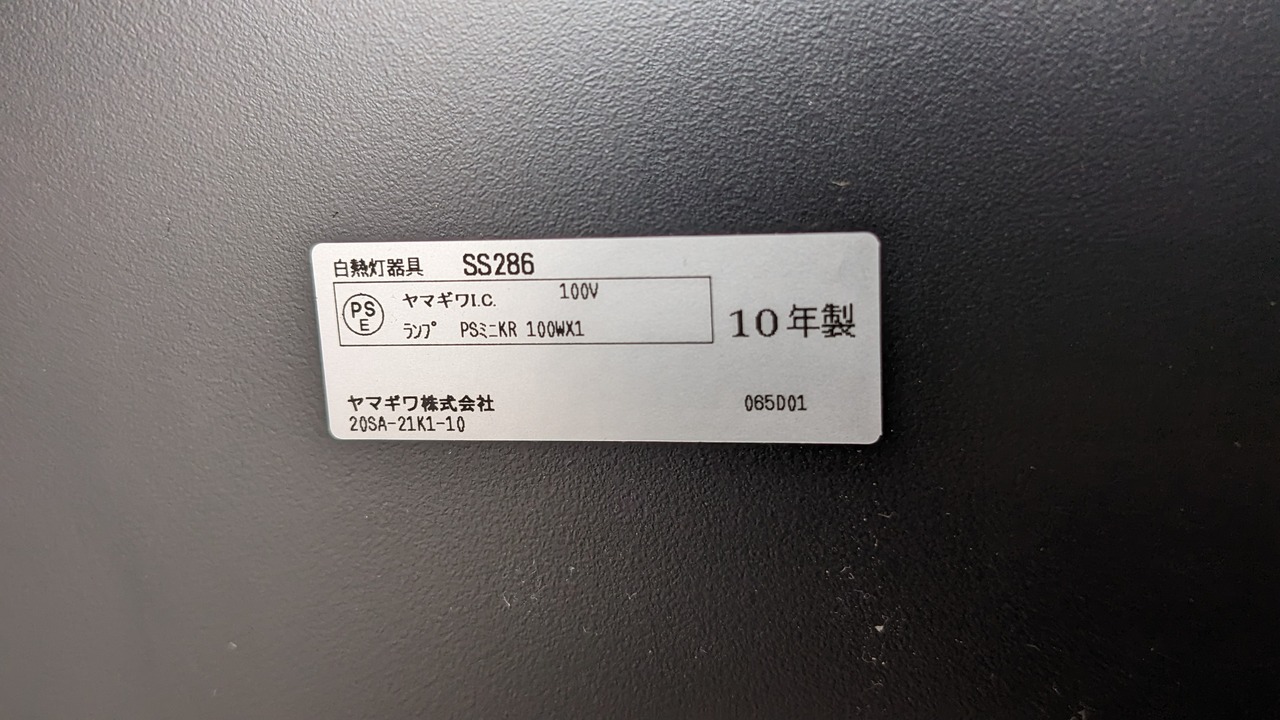 白熱灯器具 SS286
PS
E
ヤマギワI.C. 100V
ﾗﾝﾌﾟ PSミニKR 100WX1
10年製
ヤマギワ株式会社
065D01
20SA-21K1-10